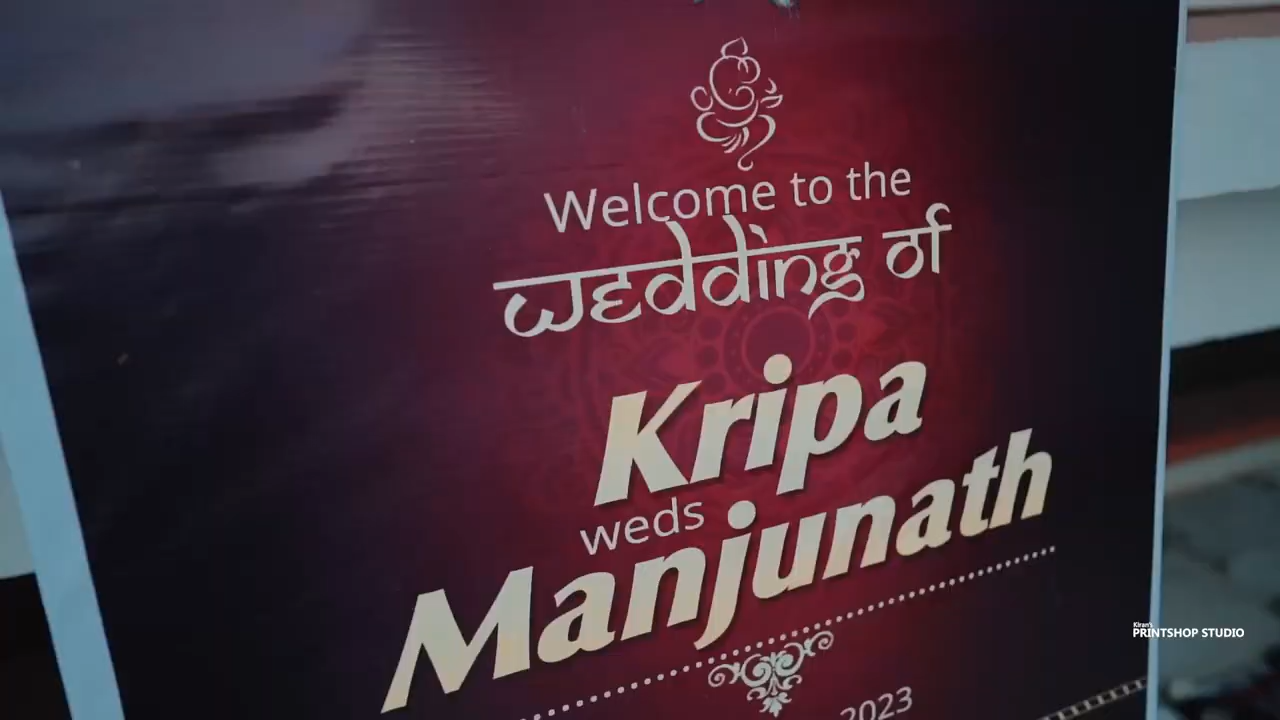 Welcome to the
wedding of
Kripa
weds
Manjunath
2023
Kiran's
PRINTSHOP STUDIO